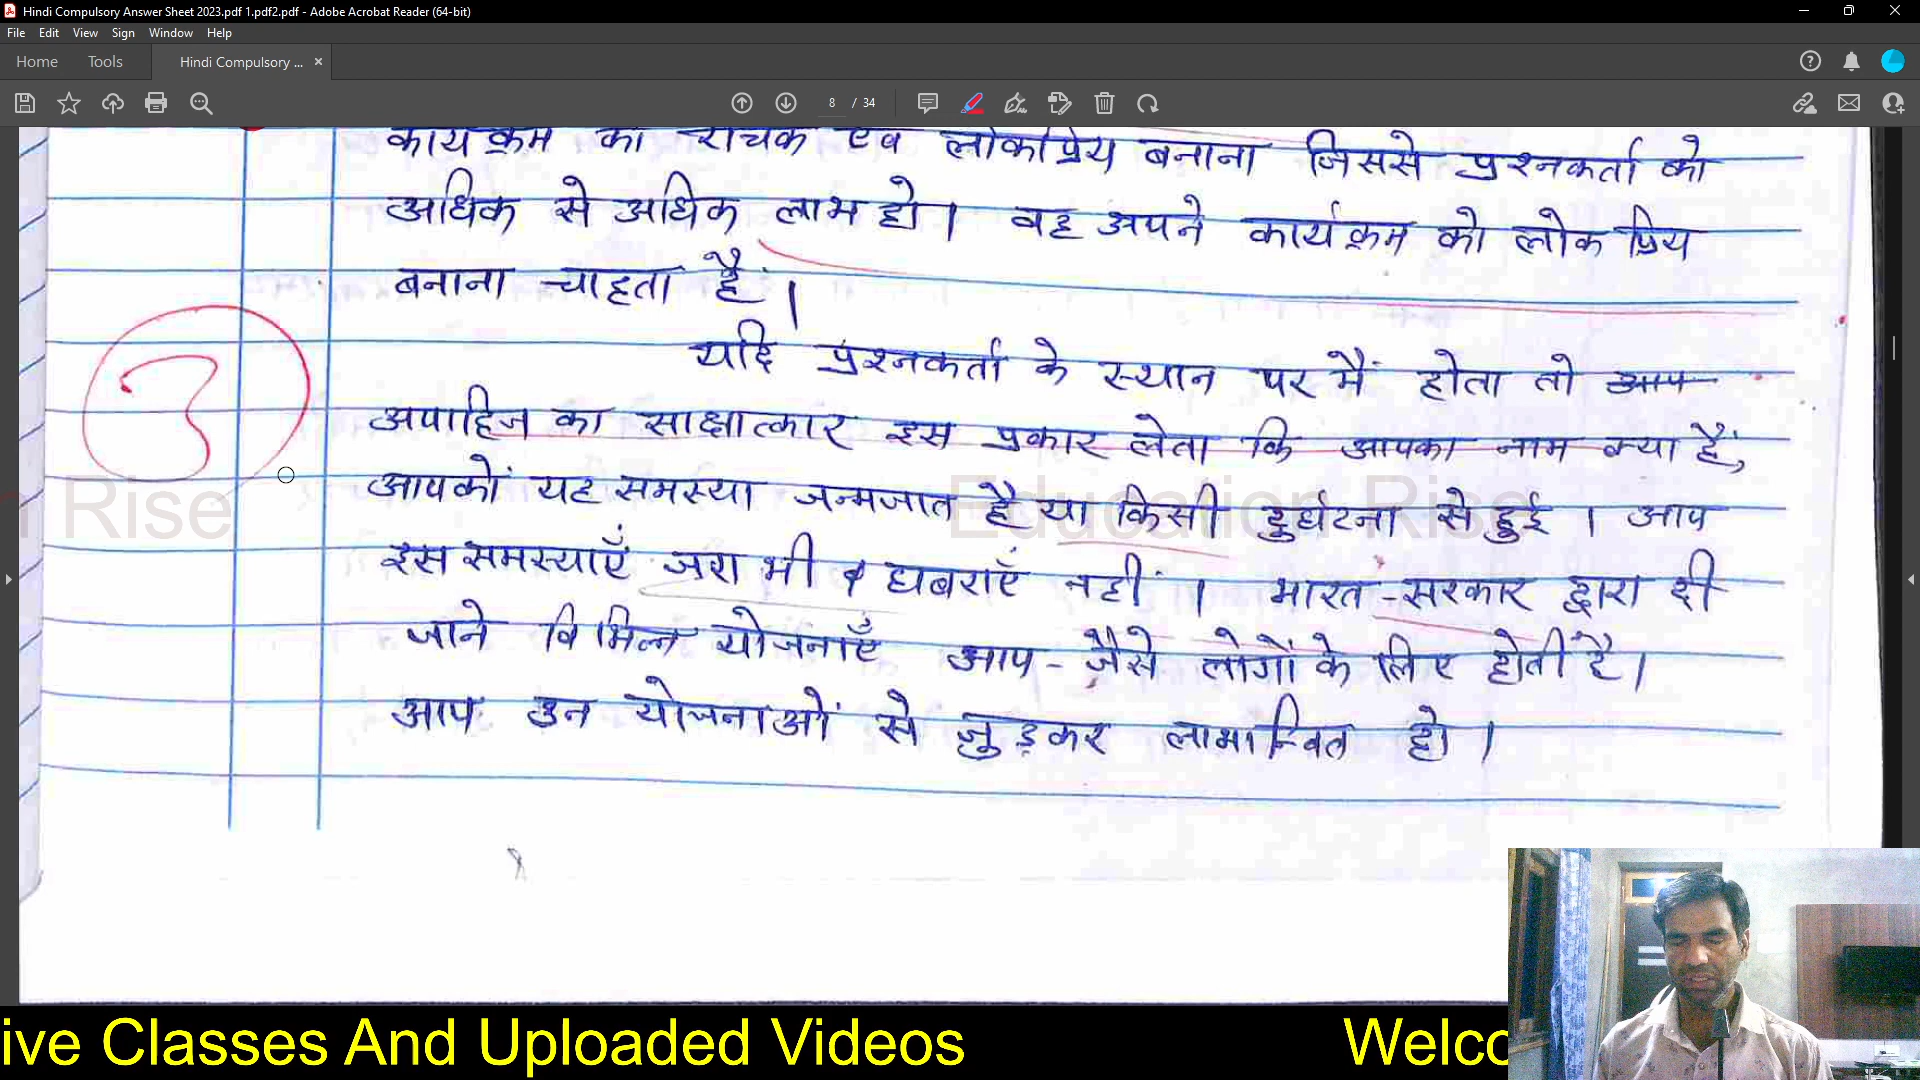 Hindi Compulsory Answer Sheet 2023.pdf 1.pdf2.pdf - Adobe Acrobat Reader (64-bit)
File Edit View Sign Window Help
Home Tools Hindi Compulsory ... ×
8 / 34
कार्यक्रम को रोचक एवं लोकप्रिय बनाना जिससे प्रश्नकर्ता को
अधिक से अधिक लाभ हो। वह अपने कार्यक्रम को लोकप्रिय
बनाना चाहता है।
यदि प्रश्नकर्ता के स्थान पर मैं होता तो आप
अपाहिज का साक्षात्कार इस प्रकार लेता कि आपका नाम क्या है,
आपकों यह समस्या जन्मजात है या किसी दुर्घटना से हुई। आप
इस समस्याएँ जरा भी घबराएँ नहीं। भारत-सरकार द्वारा दी
जाने विभिन्न योजनाएँ आप-जैसे लोगों के लिए होतीं है।
आप उन योजनाओं से जुड़कर लाभान्वित हो।
n Rise Education Rise
ive Classes And Uploaded Videos Welco